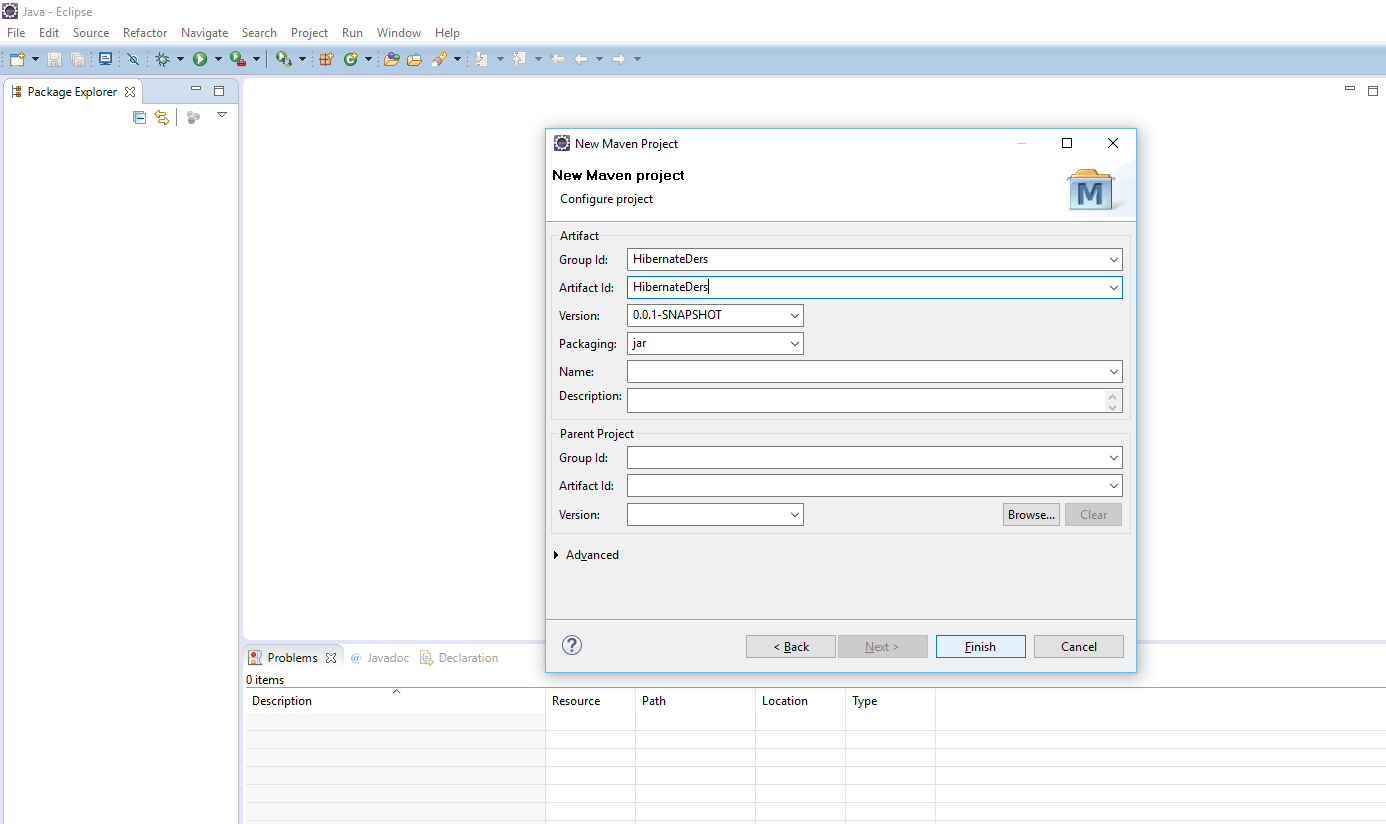 Java - Eclipse
File Edit Source Refactor Navigate Search Project Run Window Help
Package Explorer
New Maven Project
New Maven project
Configure project
M
Artifact
Group Id: HibernateDers
Artifact Id: HibernateDers
Version: 0.0.1-SNAPSHOT
Packaging: jar
Name:
Description:
Parent Project
Group Id:
Artifact Id:
Version: Browse... Clear
Advanced
? < Back Next > Finish Cancel
Problems @ Javadoc Declaration
0 items
Description Resource Path Location Type